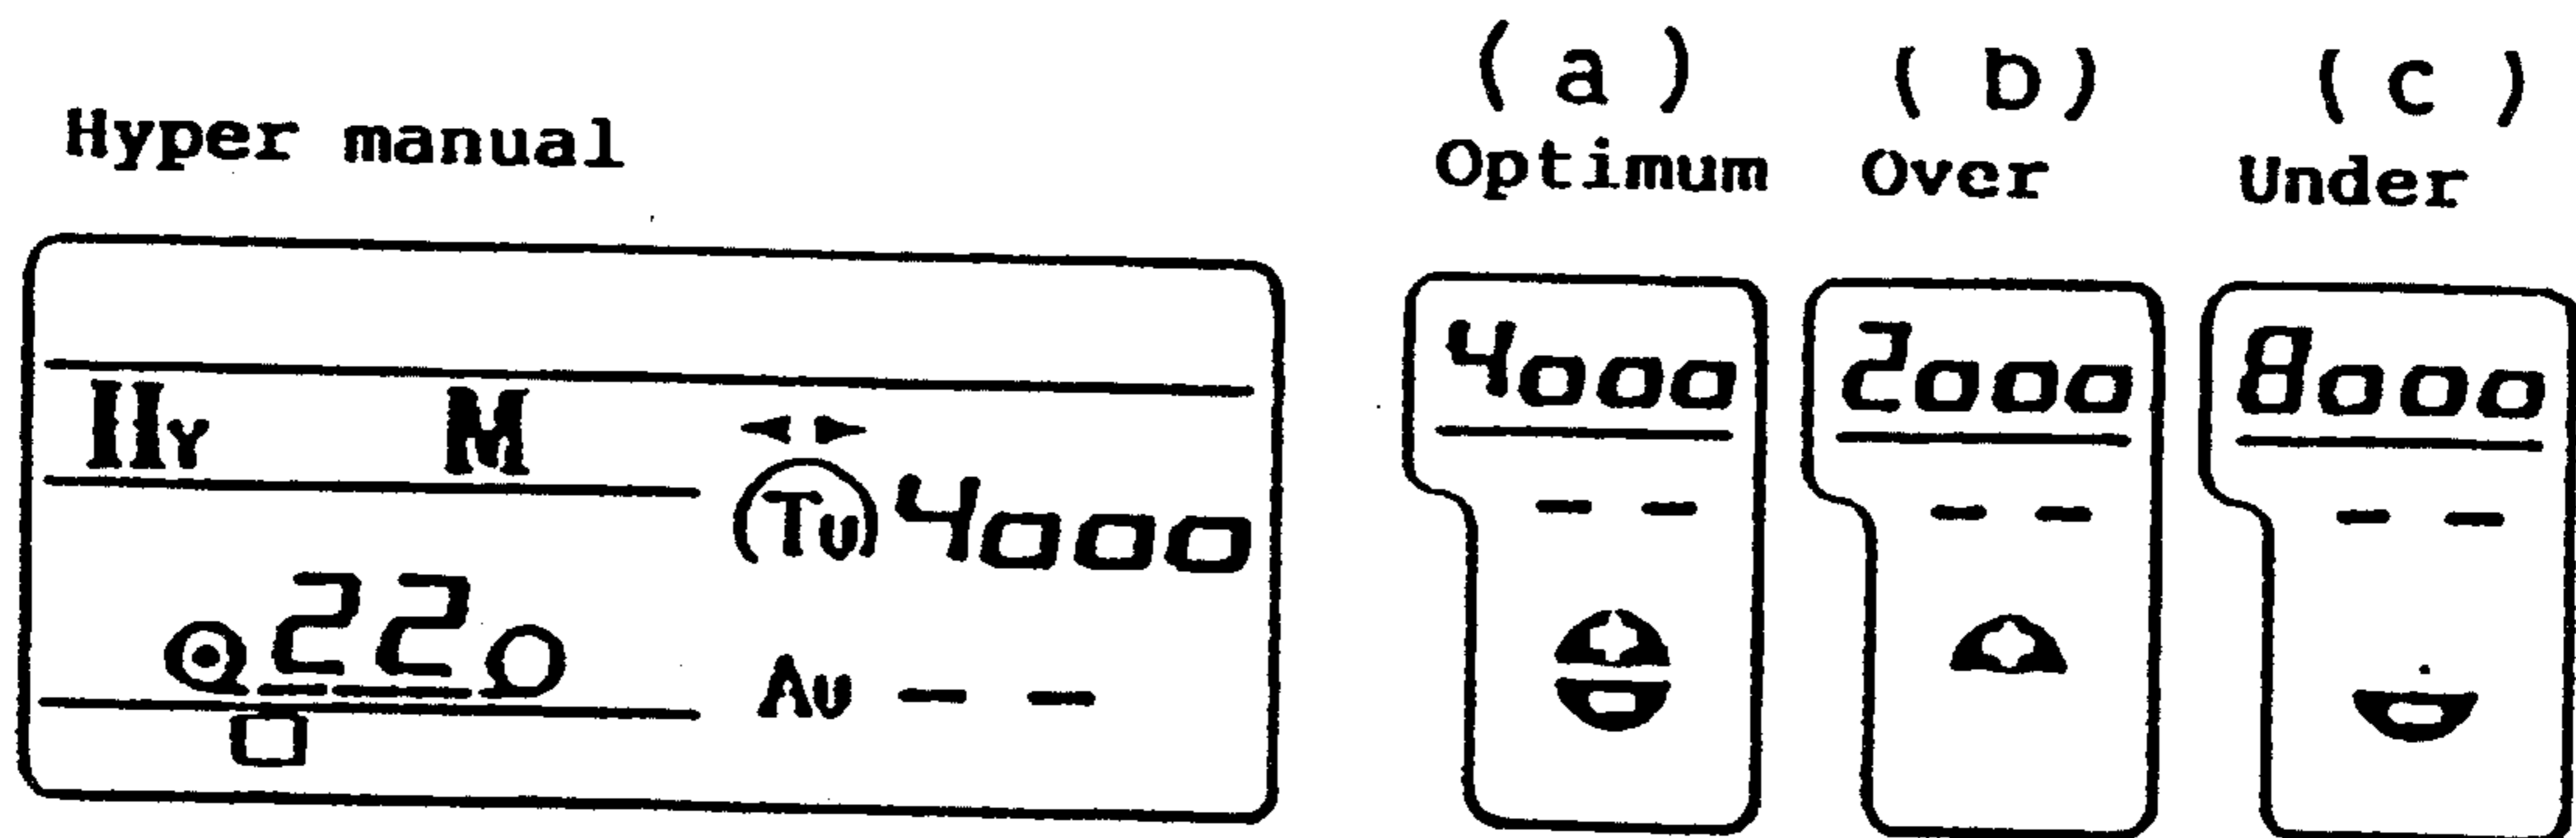 Hyper manual
(a) (b) (c)
Optimum Over Under
Hy M
Tv 4000
22
Av -- --
4000 2000 8000
-- -- -- -- -- --